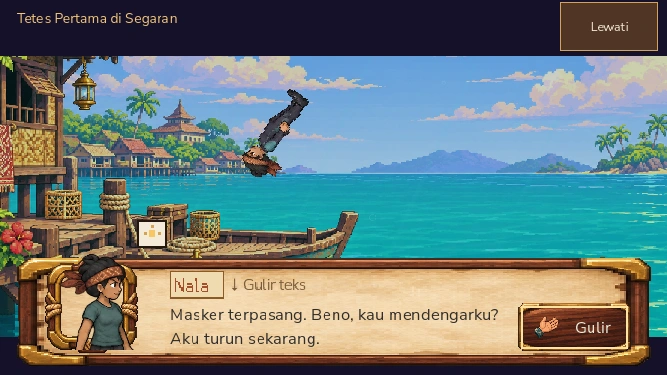 Tetes Pertama di Segaran
Lewati
Nala
↓ Gulir teks
Masker terpasang. Beno, kau mendengarku?
Aku turun sekarang.
Gulir